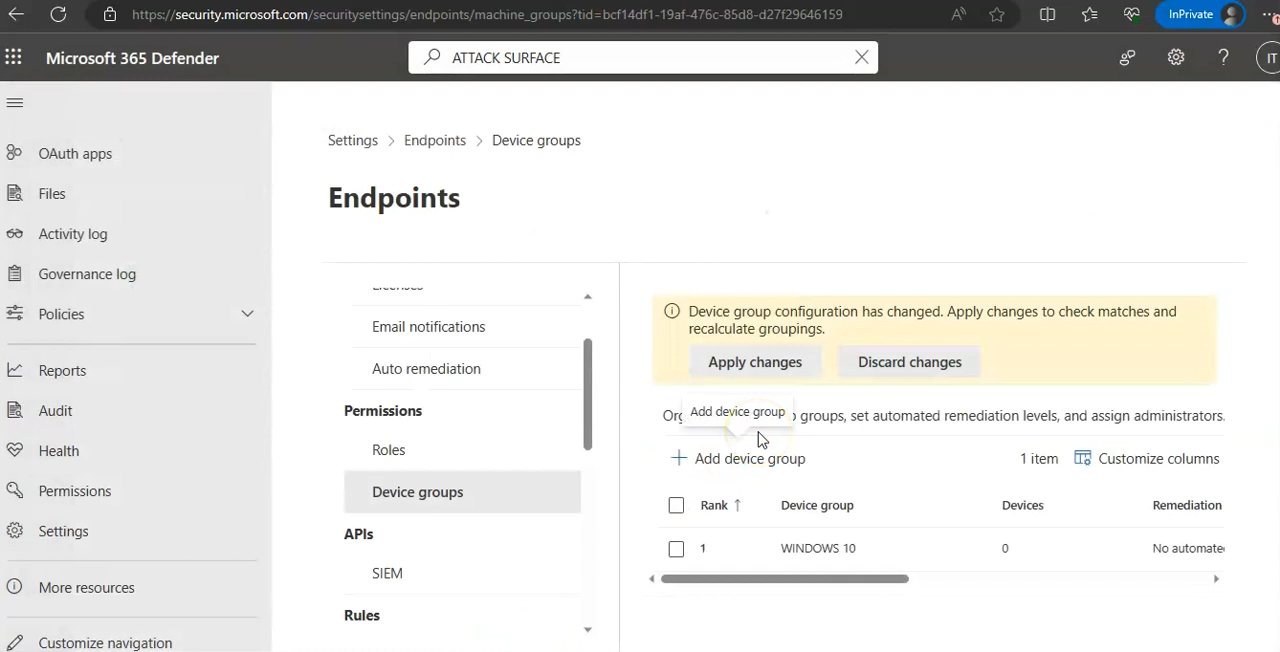 https://security.microsoft.com/securitysettings/endpoints/machine_groups?tid=bcf14df1-19af-476c-85d8-d27f29646159
InPrivate
Microsoft 365 Defender
ATTACK SURFACE
IT
OAuth apps
Files
Activity log
Governance log
Policies
Reports
Audit
Health
Permissions
Settings
More resources
Customize navigation
Settings > Endpoints > Device groups
Endpoints
Licenses
Email notifications
Auto remediation
Permissions
Roles
Device groups
APIs
SIEM
Rules
Device group configuration has changed. Apply changes to check matches and
recalculate groupings.
Apply changes
Discard changes
Add device group
groups, set automated remediation levels, and assign administrators.
Add device group
1 item
Customize columns
Rank ↑ Device group Devices Remediation
1 WINDOWS 10 0 No automate